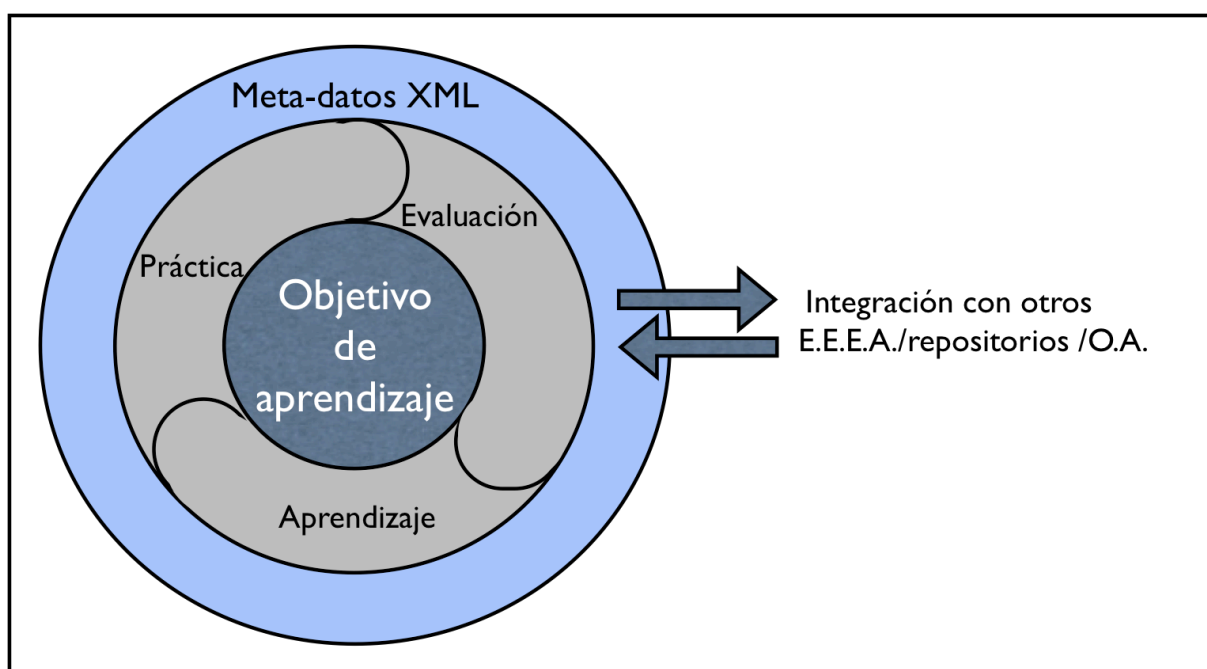 Meta-datos XML
Evaluación
Práctica
Objetivo
de
aprendizaje
Aprendizaje
Integración con otros
E.E.E.A./repositorios /O.A.